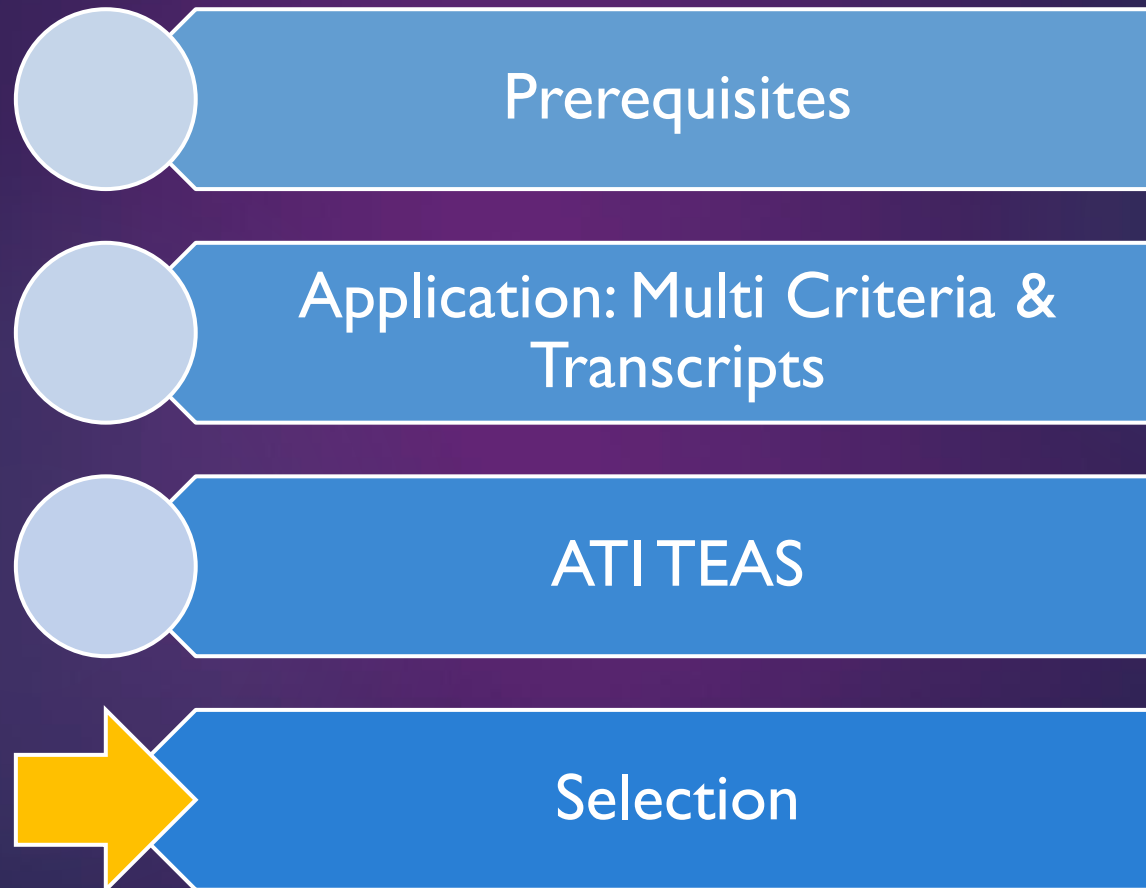 Prerequisites
Application: Multi Criteria &
Transcripts
ATI TEAS
Selection